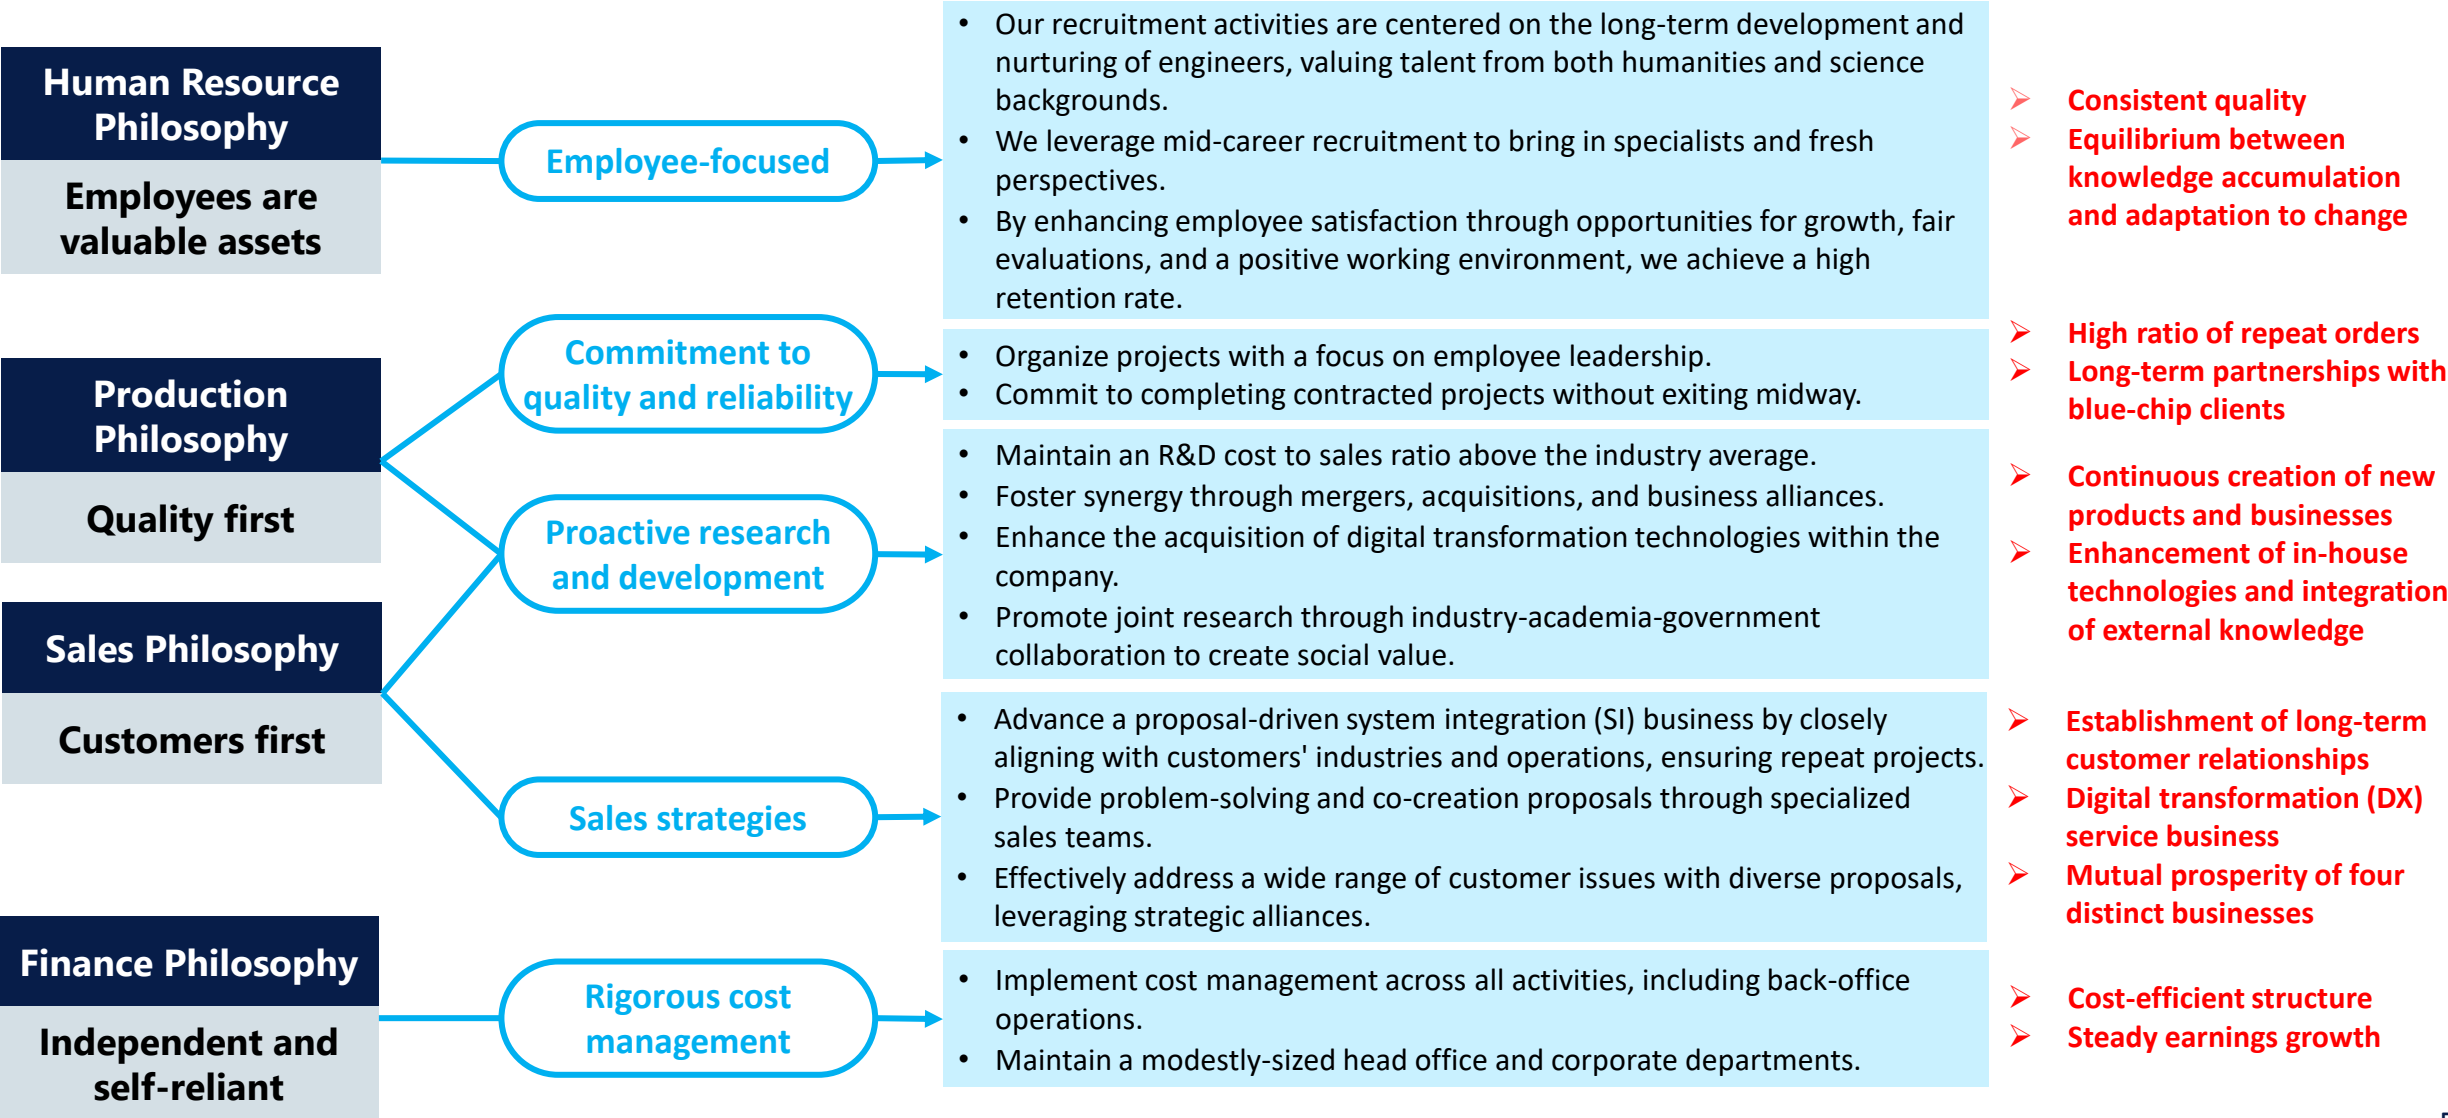 Human Resource
Philosophy
Employees are
valuable assets
Employee-focused
• Our recruitment activities are centered on the long-term development and
nurturing of engineers, valuing talent from both humanities and science
backgrounds.
• We leverage mid-career recruitment to bring in specialists and fresh
perspectives.
• By enhancing employee satisfaction through opportunities for growth, fair
evaluations, and a positive working environment, we achieve a high
retention rate.
➢ Consistent quality
➢ Equilibrium between
knowledge accumulation
and adaptation to change
Production
Philosophy
Quality first
Commitment to
quality and reliability
• Organize projects with a focus on employee leadership.
• Commit to completing contracted projects without exiting midway.
➢ High ratio of repeat orders
➢ Long-term partnerships with
blue-chip clients
Proactive research
and development
• Maintain an R&D cost to sales ratio above the industry average.
• Foster synergy through mergers, acquisitions, and business alliances.
• Enhance the acquisition of digital transformation technologies within the
company.
• Promote joint research through industry-academia-government
collaboration to create social value.
➢ Continuous creation of new
products and businesses
➢ Enhancement of in-house
technologies and integration
of external knowledge
Sales Philosophy
Customers first
Sales strategies
• Advance a proposal-driven system integration (SI) business by closely
aligning with customers' industries and operations, ensuring repeat projects.
• Provide problem-solving and co-creation proposals through specialized
sales teams.
• Effectively address a wide range of customer issues with diverse proposals,
leveraging strategic alliances.
➢ Establishment of long-term
customer relationships
➢ Digital transformation (DX)
service business
➢ Mutual prosperity of four
distinct businesses
Finance Philosophy
Independent and
self-reliant
Rigorous cost
management
• Implement cost management across all activities, including back-office
operations.
• Maintain a modestly-sized head office and corporate departments.
➢ Cost-efficient structure
➢ Steady earnings growth